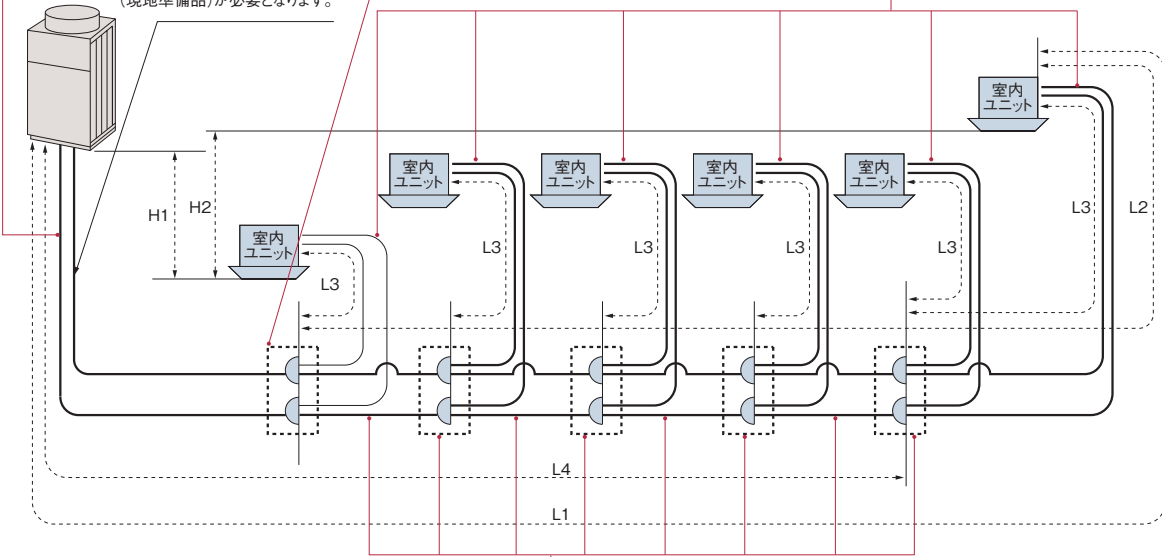 （現地準備品）が必要となります。
室内
ユニット
室内
ユニット
室内
ユニット
室内
ユニット
室内
ユニット
室内
ユニット
H1
H2
L3
L3
L3
L3
L3
L3
L2
L4
L1